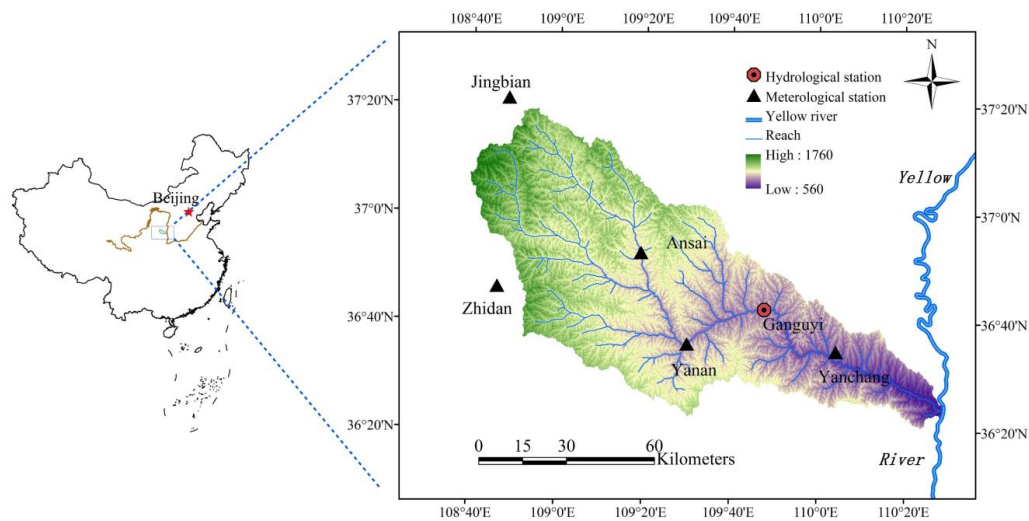 108°40'E
109°0'E
109°20'E
109°40'E
110°0'E
110°20'E
N
Jingbian
Hydrological station
Meterological station
Yellow river
Reach
High : 1760
Low : 560
37°20'N
37°20'N
Beijing
Yellow
37°0'N
37°0'N
Ansai
Zhidan
36°40'N
36°40'N
Ganguyi
Yanan
Yanchang
36°20'N
36°20'N
0 15 30 60
Kilometers
River
108°40'E
109°0'E
109°20'E
109°40'E
110°0'E
110°20'E